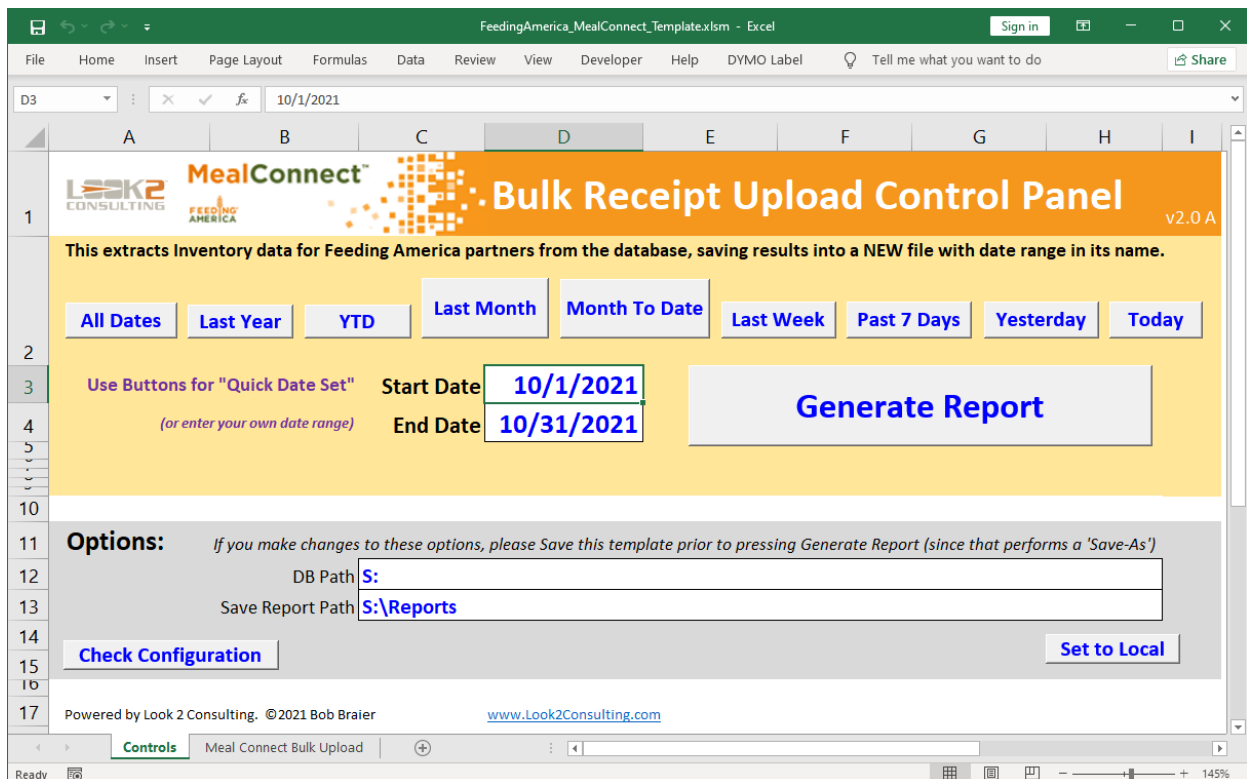 FeedingAmerica_MealConnect_Template.xlsm - Excel
Sign in
File Home Insert Page Layout Formulas Data Review View Developer Help DYMO Label Tell me what you want to do Share
D3 fx 10/1/2021
A B C D E F G H I
LOOK2 CONSULTING
MealConnect™
FEEDING AMERICA
Bulk Receipt Upload Control Panel
v2.0 A
1
This extracts Inventory data for Feeding America partners from the database, saving results into a NEW file with date range in its name.
All Dates Last Year YTD Last Month Month To Date Last Week Past 7 Days Yesterday Today
2
3 Use Buttons for "Quick Date Set" Start Date 10/1/2021 Generate Report
4 (or enter your own date range) End Date 10/31/2021
5
10
11 Options: If you make changes to these options, please Save this template prior to pressing Generate Report (since that performs a 'Save-As')
12 DB Path S:
13 Save Report Path S:\Reports
14
Check Configuration Set to Local
15
16
17 Powered by Look 2 Consulting. ©2021 Bob Braier www.Look2Consulting.com
Controls Meal Connect Bulk Upload
Ready 145%